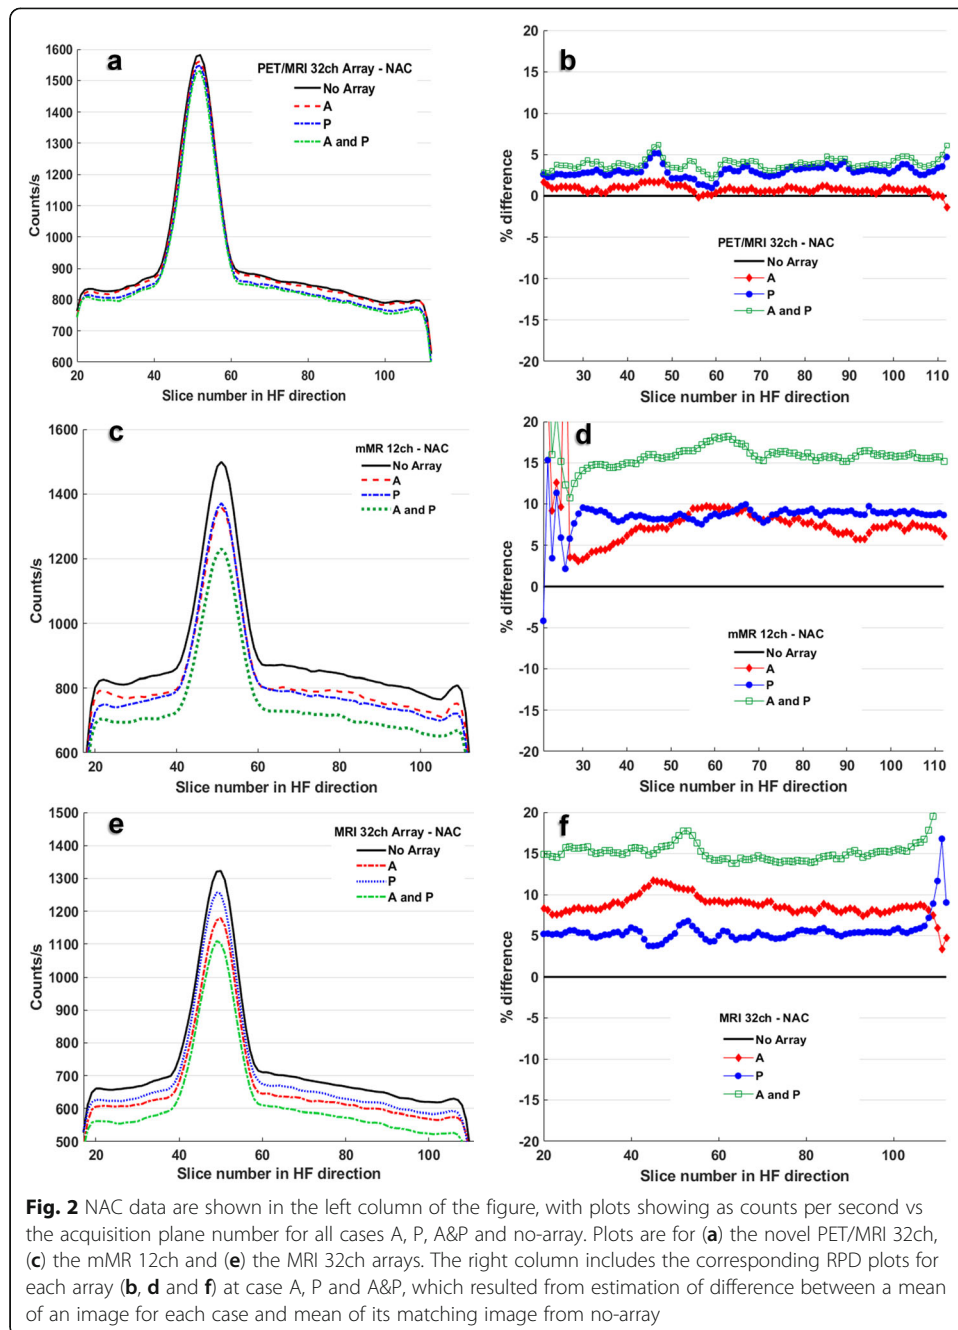 a
PET/MRI 32ch Array - NAC
No Array
A
P
A and P
1600
1500
1400
1300
1200
1100
1000
900
800
700
600
Counts/s
20 40 60 80 100
Slice number in HF direction
b
20
15
10
5
0
-5
-10
-15
-20
% difference
PET/MRI 32ch - NAC
No Array
A
P
A and P
30 40 50 60 70 80 90 100 110
Slice number in HF direction
c
mMR 12ch - NAC
No Array
A
P
A and P
1600
1400
1200
1000
800
600
Counts/s
20 40 60 80 100
Slice number in HF direction
d
20
15
10
5
0
-5
-10
-15
-20
% difference
mMR 12ch - NAC
No Array
A
P
A and P
30 40 50 60 70 80 90 100 110
Slice number in HF direction
e
MRI 32ch Array - NAC
No Array
A
P
A and P
1500
1400
1300
1200
1100
1000
900
800
700
600
500
Counts/s
20 40 60 80 100
Slice number in HF direction
f
20
15
10
5
0
-5
-10
-15
-20
% difference
MRI 32ch - NAC
No Array
A
P
A and P
20 40 60 80 100
Slice number in HF direction
Fig. 2 NAC data are shown in the left column of the figure, with plots showing as counts per second vs
the acquisition plane number for all cases A, P, A&P and no-array. Plots are for (a) the novel PET/MRI 32ch,
(c) the mMR 12ch and (e) the MRI 32ch arrays. The right column includes the corresponding RPD plots for
each array (b, d and f) at case A, P and A&P, which resulted from estimation of difference between a mean
of an image for each case and mean of its matching image from no-array